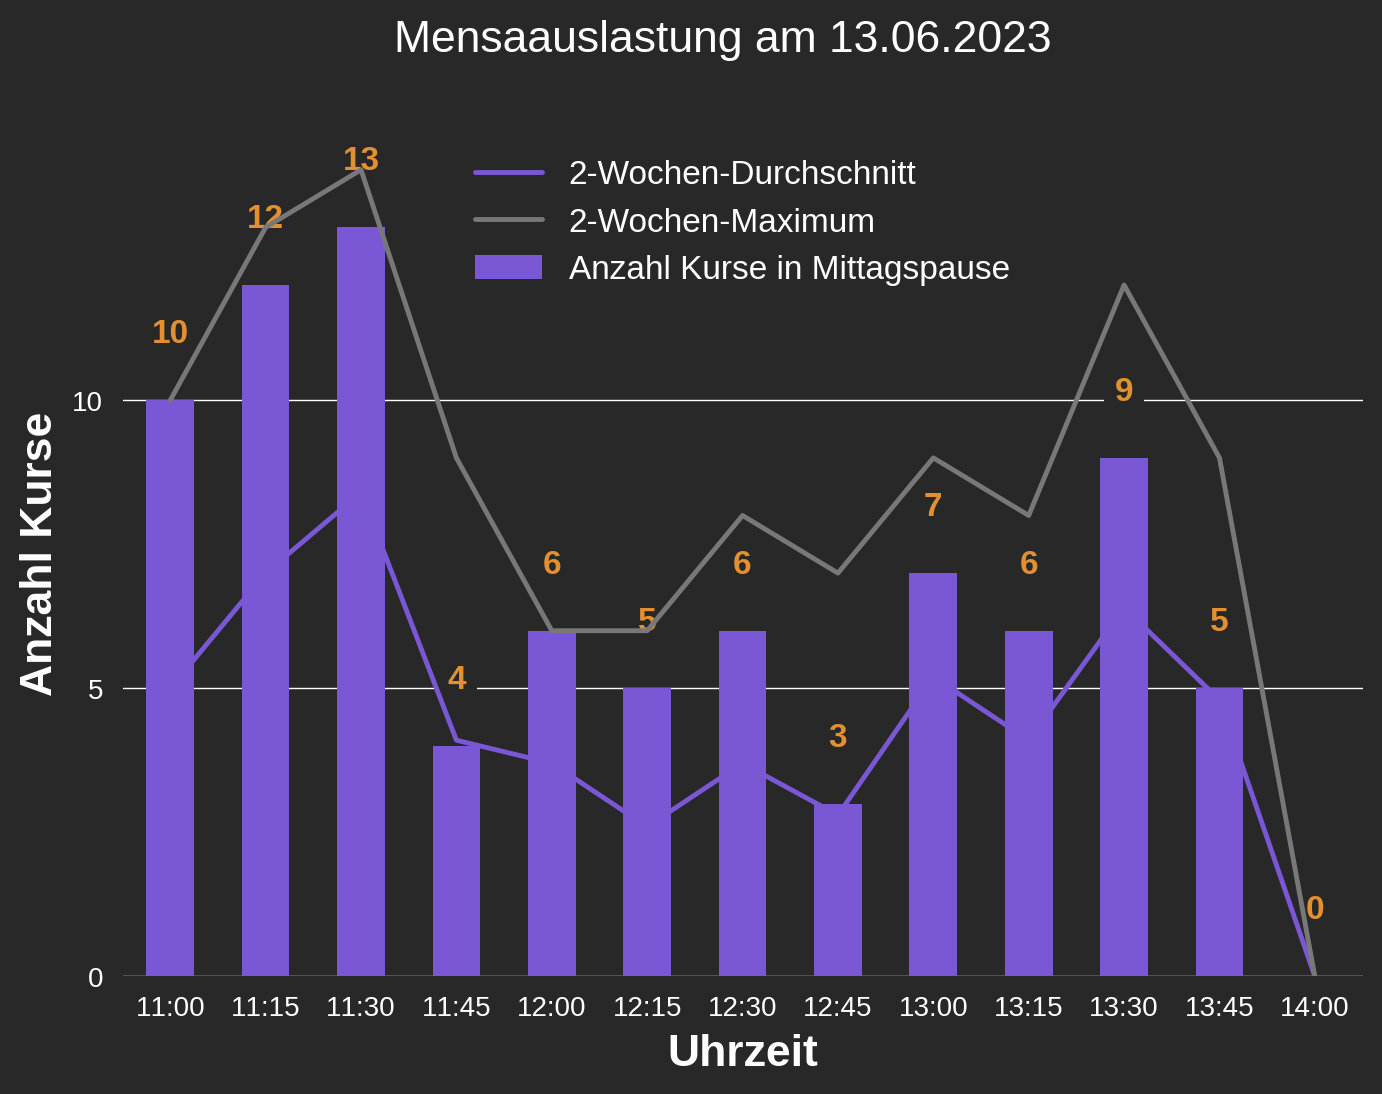 Mensaauslastung am 13.06.2023
2-Wochen-Durchschnitt
2-Wochen-Maximum
Anzahl Kurse in Mittagspause
13
12
10
9
7
6
6
6
5
5
4
3
0
Anzahl Kurse
10
5
0
11:00 11:15 11:30 11:45 12:00 12:15 12:30 12:45 13:00 13:15 13:30 13:45 14:00
Uhrzeit